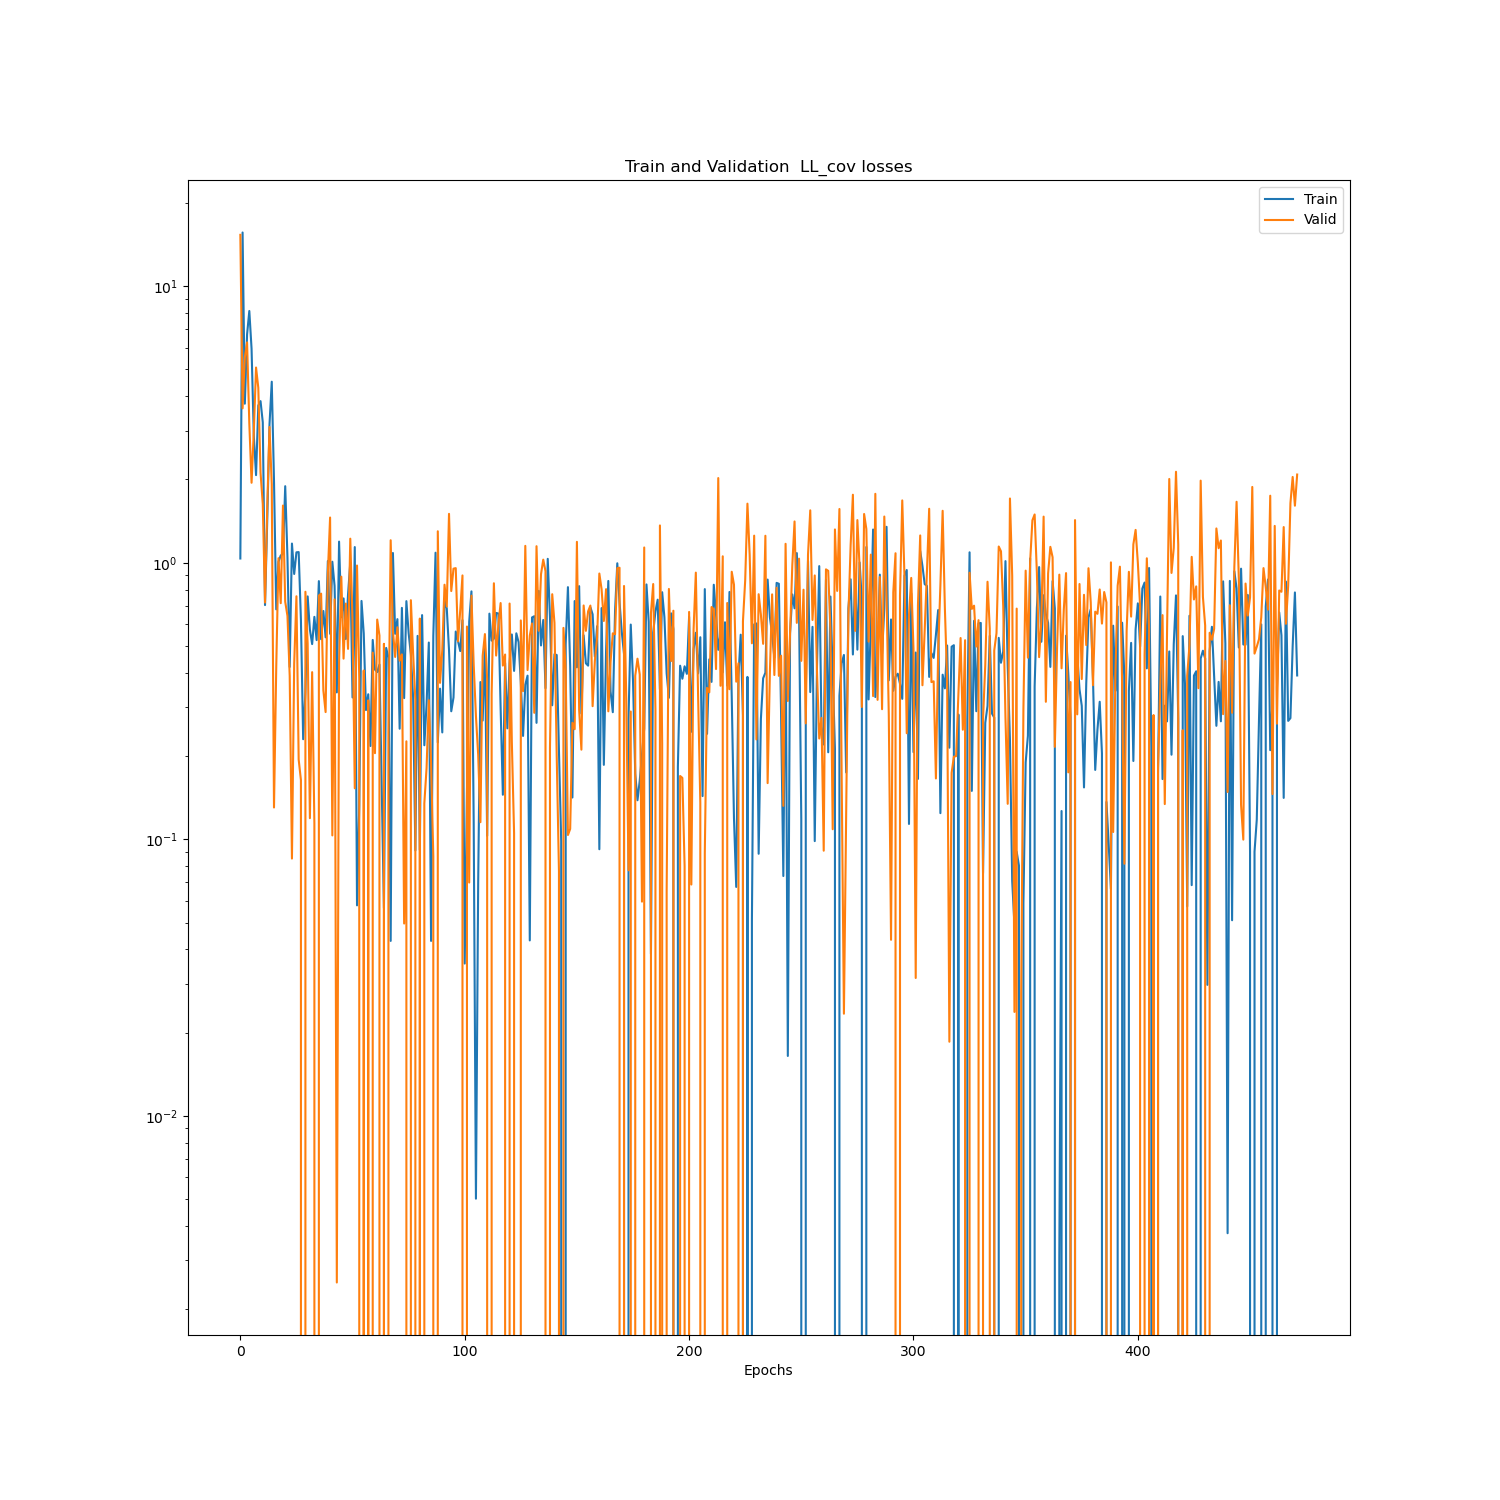 Train and Validation  LL_cov losses
Train
Valid
10¹
10⁰
10⁻¹
10⁻²
0 100 200 300 400
Epochs